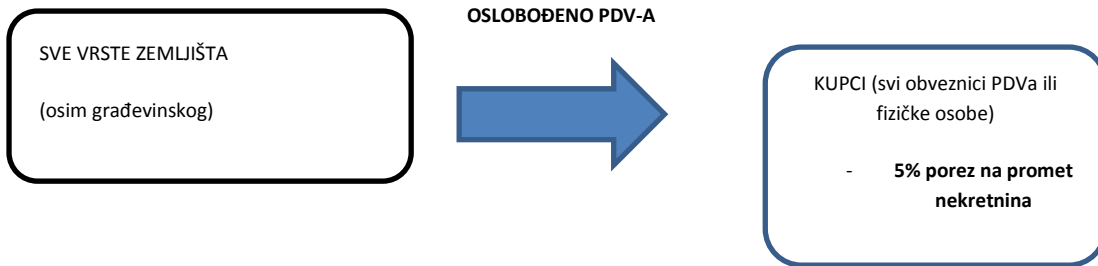 OSLOBOĐENO PDV-A
SVE VRSTE ZEMLJIŠTA
(osim građevinskog)
KUPCI (svi obveznici PDVa ili
fizičke osobe)
- 5% porez na promet
nekretnina